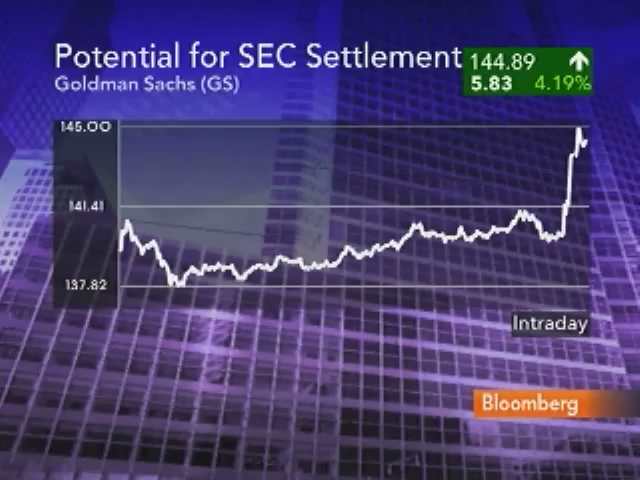 Potential for SEC Settlement
144.89
Goldman Sachs (GS)
5.83 4.19%
145.00
141.41
137.82
Intraday
Bloomberg